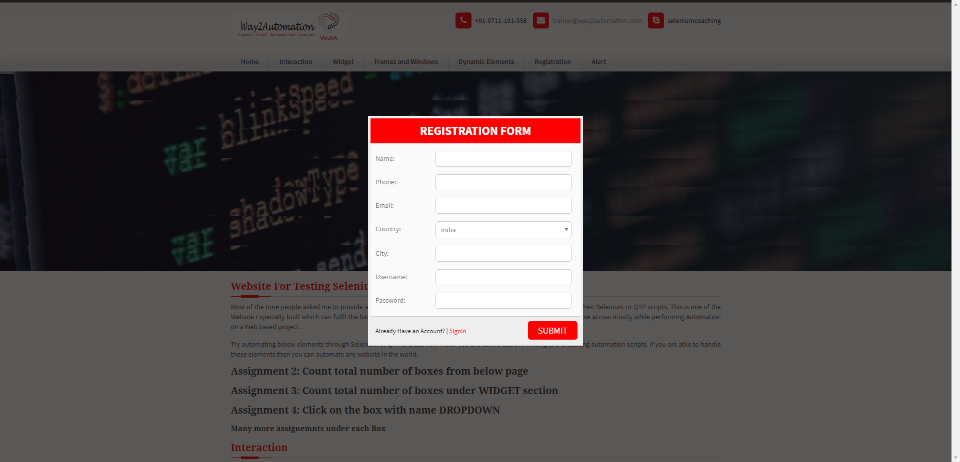 Way2Automation
+91-9711-191-558
trainer@way2automation.com
seleniumcoaching
Home
Interaction
Widget
Frames and Windows
Dynamic Elements
Registration
Alert
blinkSpeed
var
shadowType
var
REGISTRATION FORM
Name:
Phone:
Email:
Country:
India
City:
Username:
Password:
Already Have an Account? | Signin
SUBMIT
Website For Testing Seleniu
Most of the time people asked me to provide a
Selenium or QTP scripts. This is one of the
Website I specially built which can fulfil the ba
across mostly while performing Automation
on a Web based project .
Try automating below elements through Selen
automation scripts. If you are able to handle
these elements then you can automate any website in the world.
Assignment 2: Count total number of boxes from below page
Assignment 3: Count total number of boxes under WIDGET section
Assignment 4: Click on the box with name DROPDOWN
Many more assignemnts under each Box
Interaction